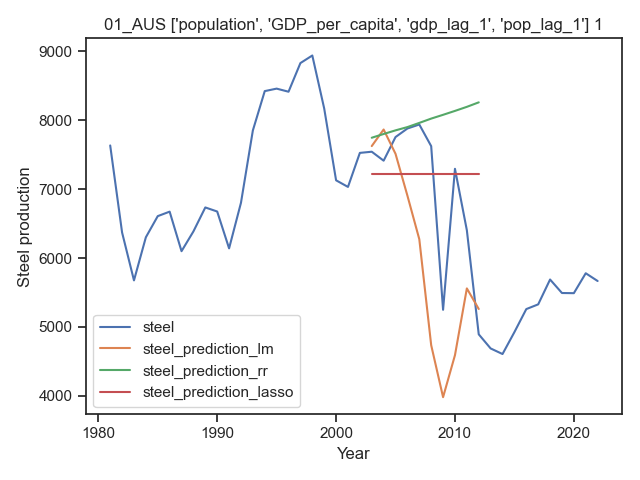 01_AUS ['population', 'GDP_per_capita', 'gdp_lag_1', 'pop_lag_1'] 1
9000
8000
7000
6000
5000
4000
Steel production
steel
steel_prediction_lm
steel_prediction_rr
steel_prediction_lasso
1980
1990
2000
2010
2020
Year